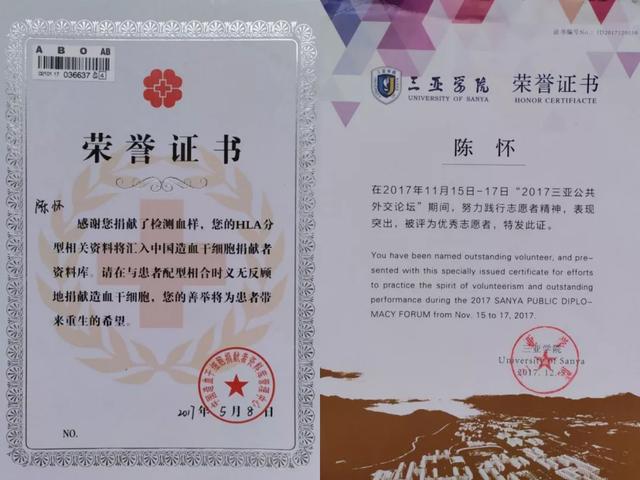 A B O AB
036637
荣誉证书
陈怀
感谢您捐献了检测血样，您的HLA分
型相关资料将汇入中国造血干细胞捐献者
资料库。请在与患者配型相合时义无反顾
地捐献造血干细胞，您的善举将为患者带
来重生的希望。
2017年5月8日
NO.
三亚学院
UNIVERSITY OF SANYA
荣誉证书
HONOR CERTIFIACTE
陈 怀
在2017年11月15日-17日“2017三亚公共
外交论坛”期间，努力践行志愿者精神，表现
突出，被评为优秀志愿者，特发此证。
You have been named outstanding volunteer, and pre-
sented with this specially issued certificate for efforts
to practice the spirit of volunteerism and outstanding
performance during the 2017 SANYA PUBLIC DIPLO-
MACY FORUM from Nov. 15 to 17, 2017.
三亚学院
University of Sanya
2017.12.